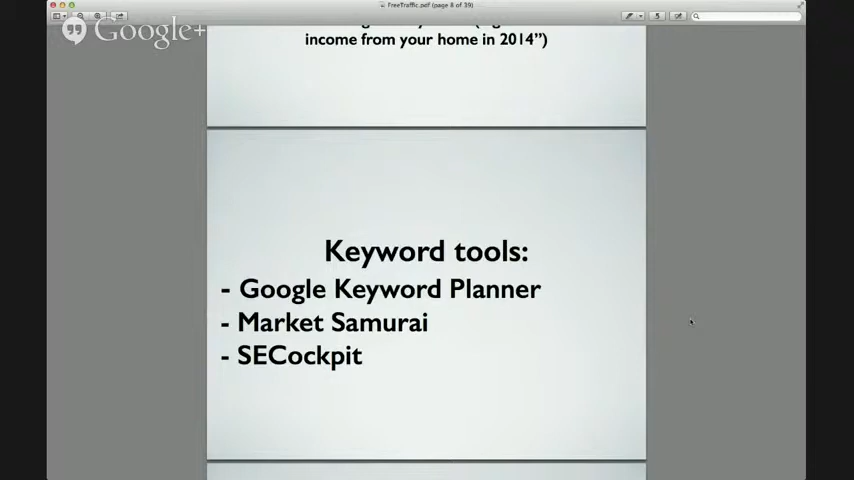 FreeTraffic.pdf (page 8 of 39)
Google+
income from your home in 2014”)
Keyword tools:
- Google Keyword Planner
- Market Samurai
- SECockpit